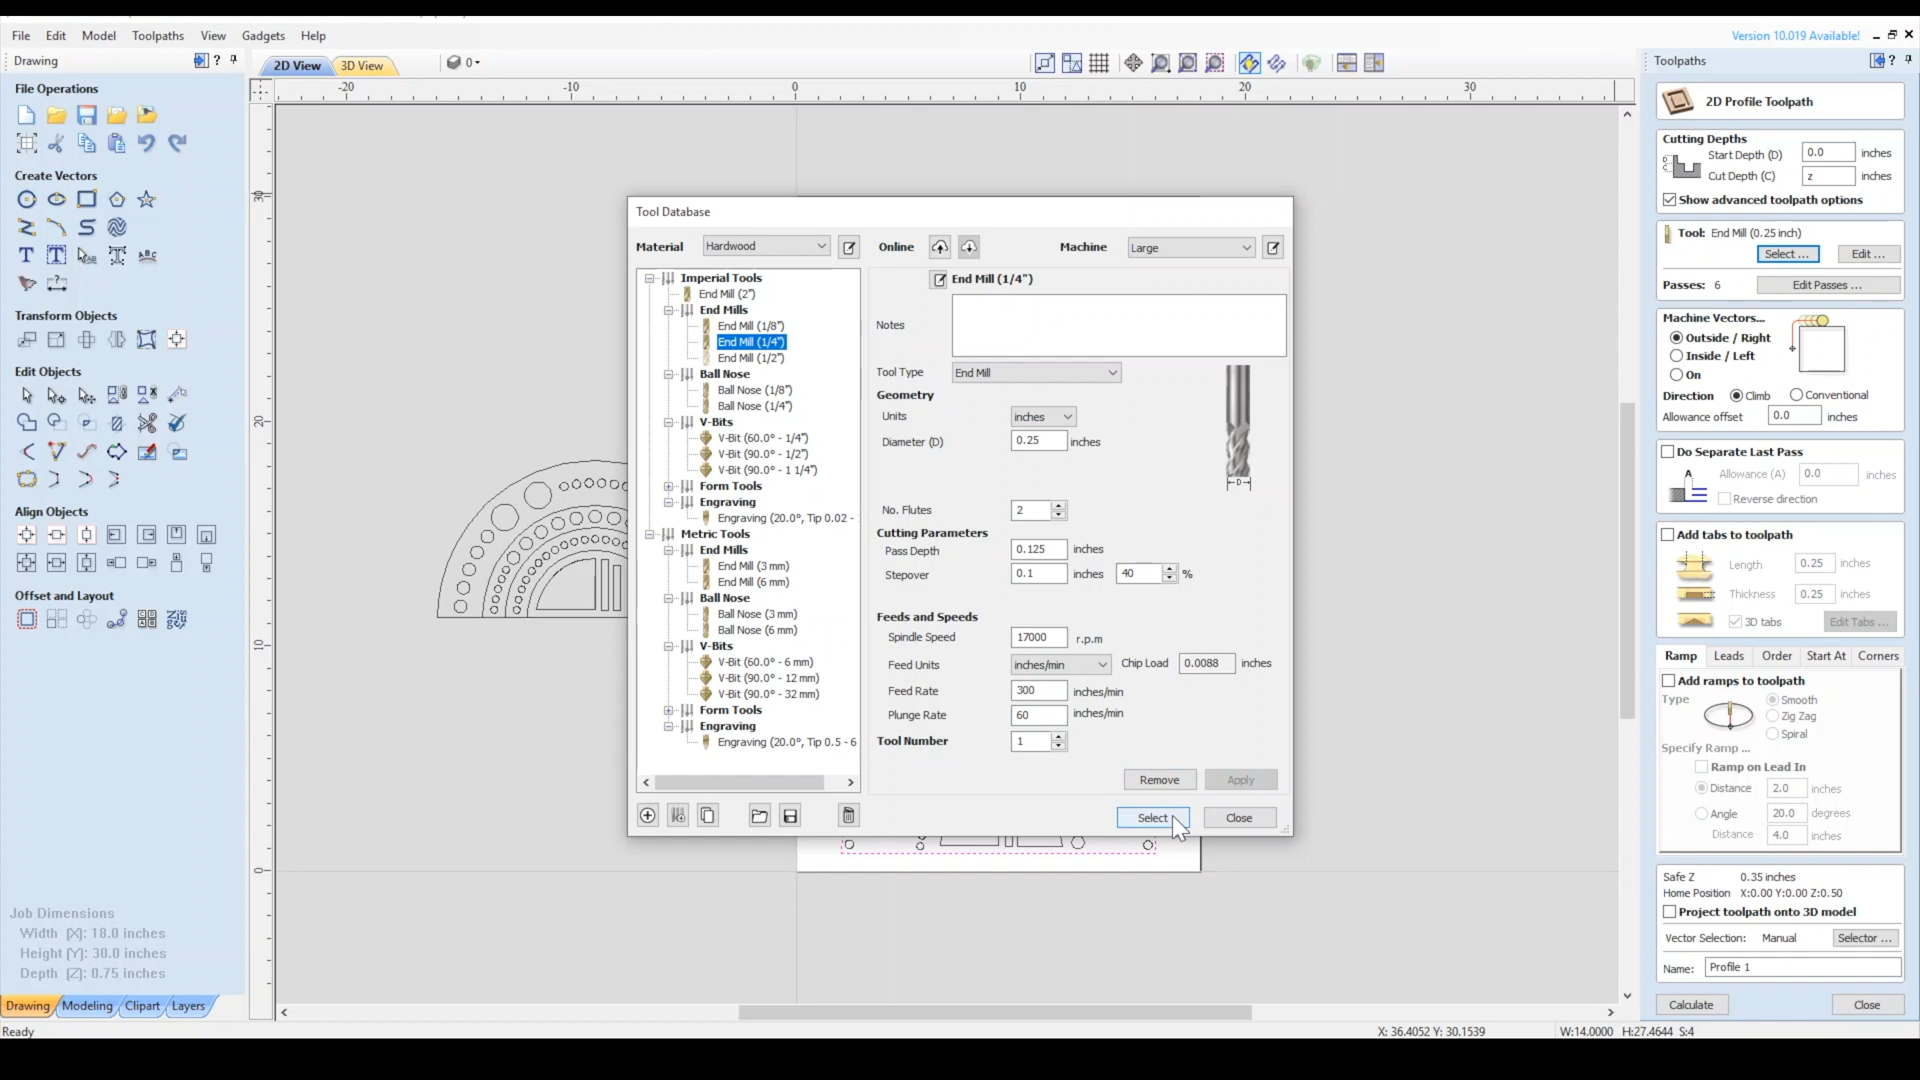 File Edit Model Toolpaths View Gadgets Help
Version 10.019 Available!
Drawing
2D View
3D View
0
Toolpaths
File Operations
Create Vectors
Transform Objects
Edit Objects
Align Objects
Offset and Layout
Job Dimensions
Width (X): 18.0 inches
Height (Y): 30.0 inches
Depth (Z): 0.75 inches
Drawing Modeling Clipart Layers
Ready
-20 -10 0 10 20 30
30
20
10
0
Tool Database
Material Hardwood Online Machine Large
Imperial Tools
End Mill (2")
End Mills
End Mill (1/8")
End Mill (1/4")
End Mill (1/2")
Ball Nose
Ball Nose (1/8")
Ball Nose (1/4")
V-Bits
V-Bit (60.0° - 1/4")
V-Bit (90.0° - 1/2")
V-Bit (90.0° - 1 1/4")
Form Tools
Engraving
Engraving (20.0°, Tip 0.02 -
Metric Tools
End Mills
End Mill (3 mm)
End Mill (6 mm)
Ball Nose
Ball Nose (3 mm)
Ball Nose (6 mm)
V-Bits
V-Bit (60.0° - 6 mm)
V-Bit (90.0° - 12 mm)
V-Bit (90.0° - 32 mm)
Form Tools
Engraving
Engraving (20.0°, Tip 0.5 - 6
End Mill (1/4")
Notes
Tool Type End Mill
Geometry
Units inches
Diameter (D) 0.25 inches
D
No. Flutes 2
Cutting Parameters
Pass Depth 0.125 inches
Stepover 0.1 inches 40 %
Feeds and Speeds
Spindle Speed 17000 r.p.m
Feed Units inches/min Chip Load 0.0088 inches
Feed Rate 300 inches/min
Plunge Rate 60 inches/min
Tool Number 1
Remove Apply
Select Close
2D Profile Toolpath
Cutting Depths
Start Depth (D) 0.0 inches
Cut Depth (C) z inches
Show advanced toolpath options
Tool: End Mill (0.25 inch)
Select ... Edit ...
Passes: 6 Edit Passes ...
Machine Vectors...
Outside / Right
Inside / Left
On
Direction Climb Conventional
Allowance offset 0.0 inches
Do Separate Last Pass
A Allowance (A) 0.0 inches
Reverse direction
Add tabs to toolpath
Length 0.25 inches
Thickness 0.25 inches
3D tabs Edit Tabs ...
Ramp Leads Order Start At Corners
Add ramps to toolpath
Type Smooth
Zig Zag
Spiral
Specify Ramp ...
Ramp on Lead In
Distance 2.0 inches
Angle 20.0 degrees
Distance 4.0 inches
Safe Z 0.35 inches
Home Position X:0.00 Y:0.00 Z:0.50
Project toolpath onto 3D model
Vector Selection: Manual Selector ...
Name: Profile 1
Calculate Close
X: 36.4052 Y: 30.1539 W:14.0000 H:27.4644 S:4